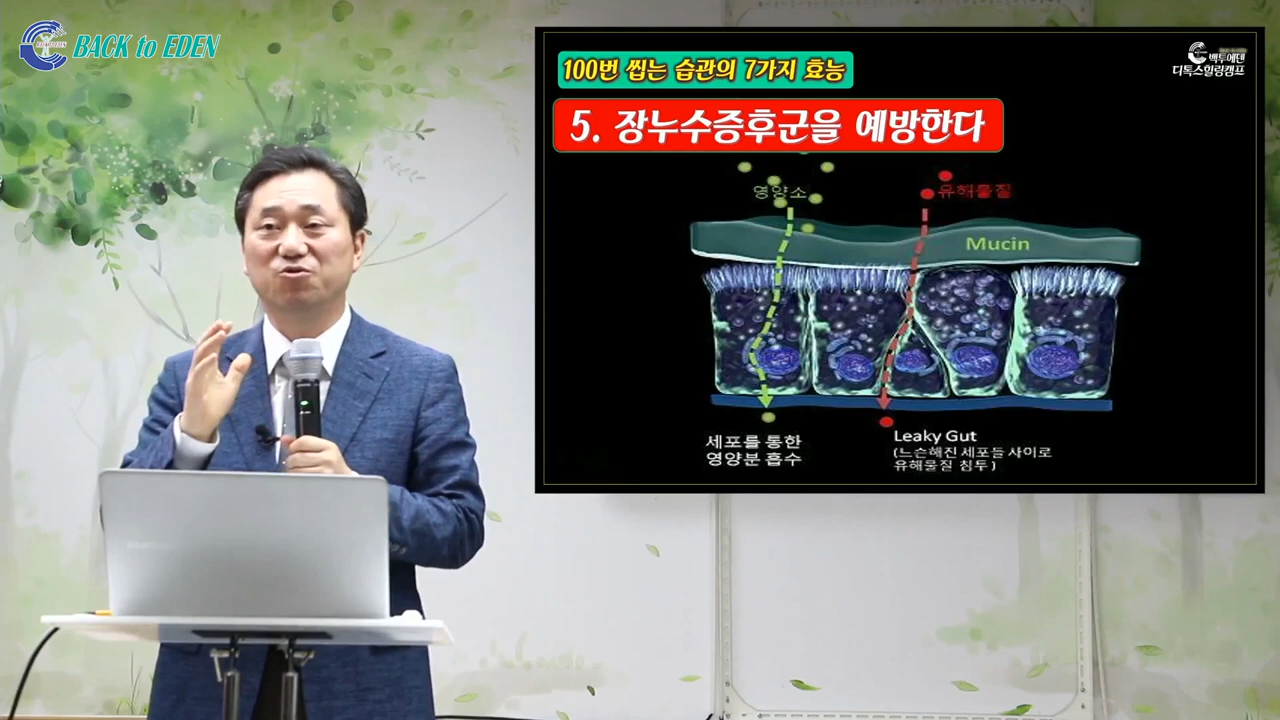 BACK to EDEN
100번 씹는 습관의 7가지 효능
백투에덴
디톡스힐링캠프
5. 장누수증후군을 예방한다
영양소
유해물질
Mucin
세포를 통한
영양분 흡수
Leaky Gut
(느슨해진 세포들 사이로
유해물질 침투)